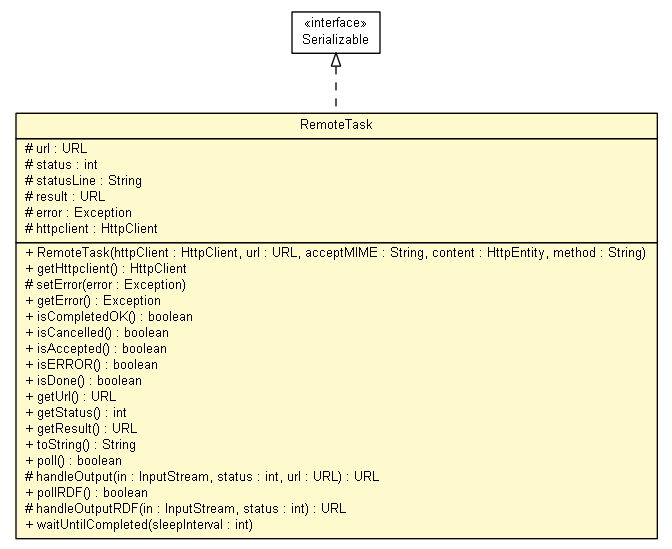 «interface»
Serializable
RemoteTask
# url : URL
# status : int
# statusLine : String
# result : URL
# error : Exception
# httpclient : HttpClient
+ RemoteTask(httpClient : HttpClient, url : URL, acceptMIME : String, content : HttpEntity, method : String)
+ getHttpclient() : HttpClient
# setError(error : Exception)
+ getError() : Exception
+ isCompletedOK() : boolean
+ isCancelled() : boolean
+ isAccepted() : boolean
+ isERROR() : boolean
+ isDone() : boolean
+ getUrl() : URL
+ getStatus() : int
+ getResult() : URL
+ toString() : String
+ poll() : boolean
# handleOutput(in : InputStream, status : int, url : URL) : URL
+ pollRDF() : boolean
# handleOutputRDF(in : InputStream, status : int) : URL
+ waitUntilCompleted(sleepInterval : int)